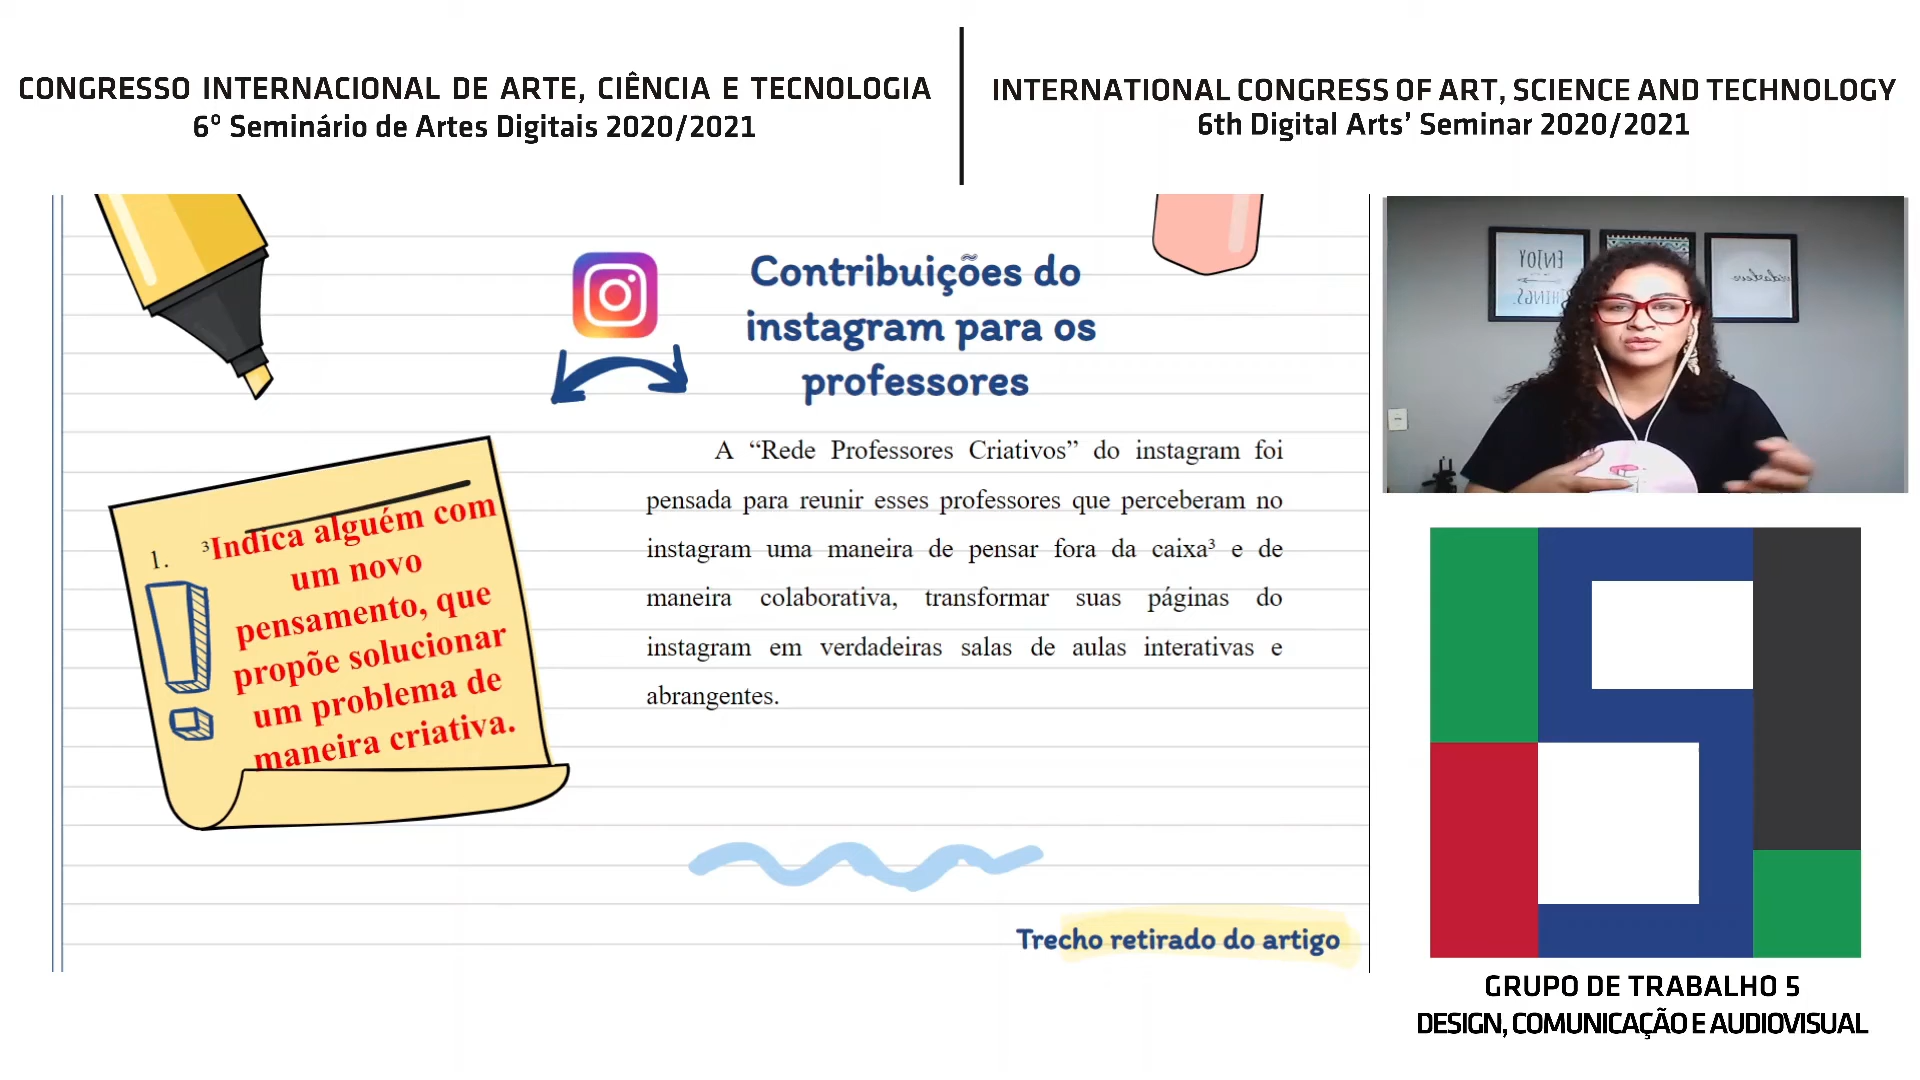 CONGRESSO INTERNACIONAL DE ARTE, CIÊNCIA E TECNOLOGIA
6º Seminário de Artes Digitais 2020/2021
INTERNATIONAL CONGRESS OF ART, SCIENCE AND TECHNOLOGY
6th Digital Arts’ Seminar 2020/2021
Contribuições do
instagram para os
professores
A “Rede Professores Criativos” do instagram foi
pensada para reunir esses professores que perceberam no
instagram uma maneira de pensar fora da caixa³ e de
maneira colaborativa, transformar suas páginas do
instagram em verdadeiras salas de aulas interativas e
abrangentes.
1. ³Indica alguém com
um novo
pensamento, que
propõe solucionar
um problema de
maneira criativa.
Trecho retirado do artigo
ENJOY
THINGS.
GRUPO DE TRABALHO 5
DESIGN, COMUNICAÇÃO E AUDIOVISUAL